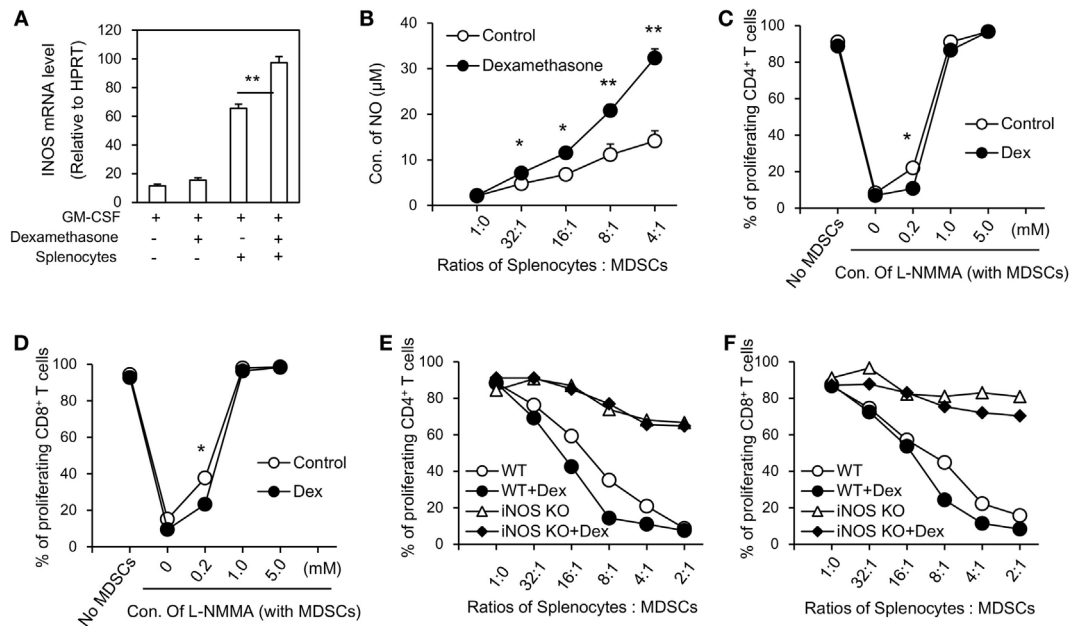 A
INOS mRNA level
(Relative to HPRT)
120
100
80
60
40
20
0
**
GM-CSF + + + +
Dexamethasone - + - +
Splenocytes - - + +
B
Con. of NO (μM)
40
30
20
10
0
Control
Dexamethasone
* * ** **
1:0 32:1 16:1 8:1 4:1
Ratios of Splenocytes : MDSCs
C
% of proliferating CD4⁺ T cells
100
80
60
40
20
0
*
Control
Dex
No MDSCs 0 0.2 1.0 5.0 (mM)
Con. Of L-NMMA (with MDSCs)
D
% of proliferating CD8⁺ T cells
100
80
60
40
20
0
*
Control
Dex
No MDSCs 0 0.2 1.0 5.0 (mM)
Con. Of L-NMMA (with MDSCs)
E
% of proliferating CD4⁺ T cells
100
80
60
40
20
0
WT
WT+Dex
iNOS KO
iNOS KO+Dex
1:0 32:1 16:1 8:1 4:1 2:1
Ratios of Splenocytes : MDSCs
F
% of proliferating CD8⁺ T cells
100
80
60
40
20
0
WT
WT+Dex
iNOS KO
iNOS KO+Dex
1:0 32:1 16:1 8:1 4:1 2:1
Ratios of Splenocytes : MDSCs